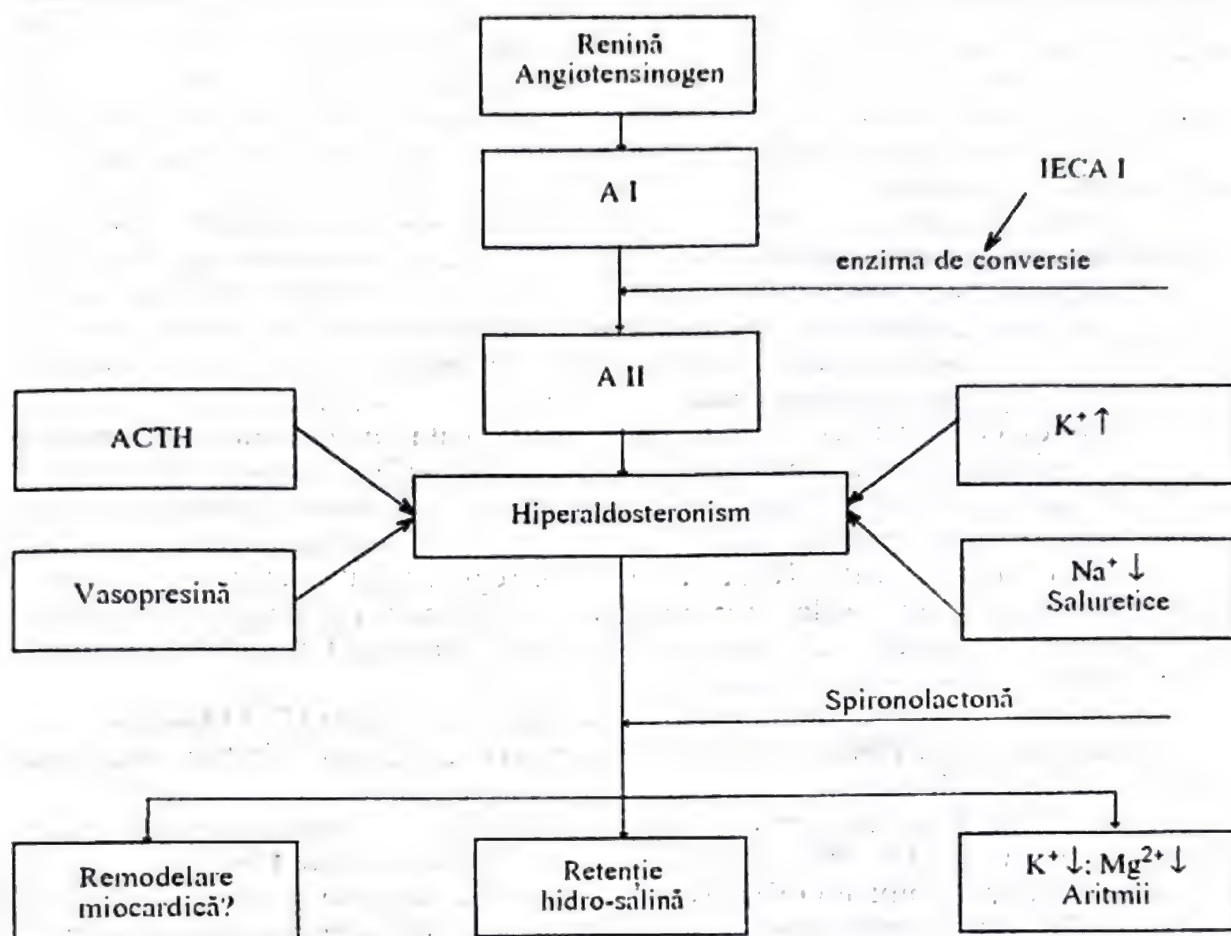 Renină
Angiotensinogen
A I
IECA I
enzima de conversie
A II
ACTH
K⁺ ↑
Hiperaldosteronism
Vasopresină
Na⁺ ↓
Saluretice
Spironolactonă
Remodelare
miocardică?
Retenție
hidro-salină
K⁺ ↓: Mg²⁺ ↓
Aritmii